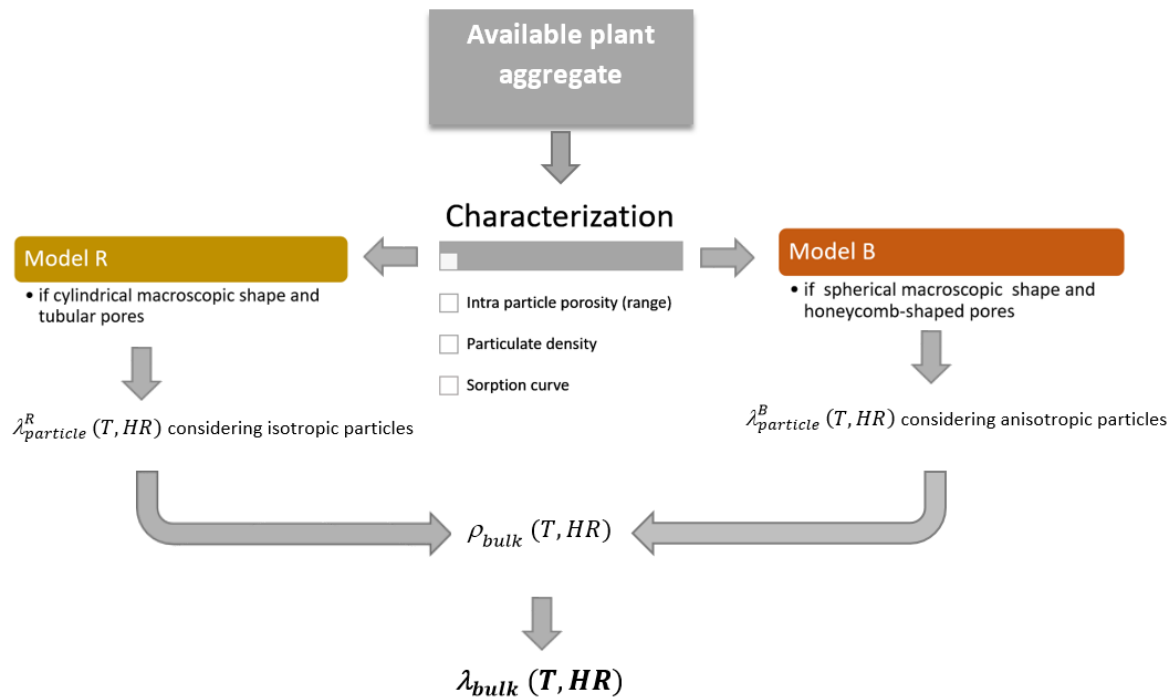 Available plant
aggregate
Characterization
Model R
• if cylindrical macroscopic shape and
tubular pores
Intra particle porosity (range)
Particulate density
Sorption curve
Model B
• if spherical macroscopic shape and
honeycomb-shaped pores
λ^R_particle (T, HR) considering isotropic particles
λ^B_particle (T, HR) considering anisotropic particles
ρ_bulk (T, HR)
λ_bulk (T, HR)